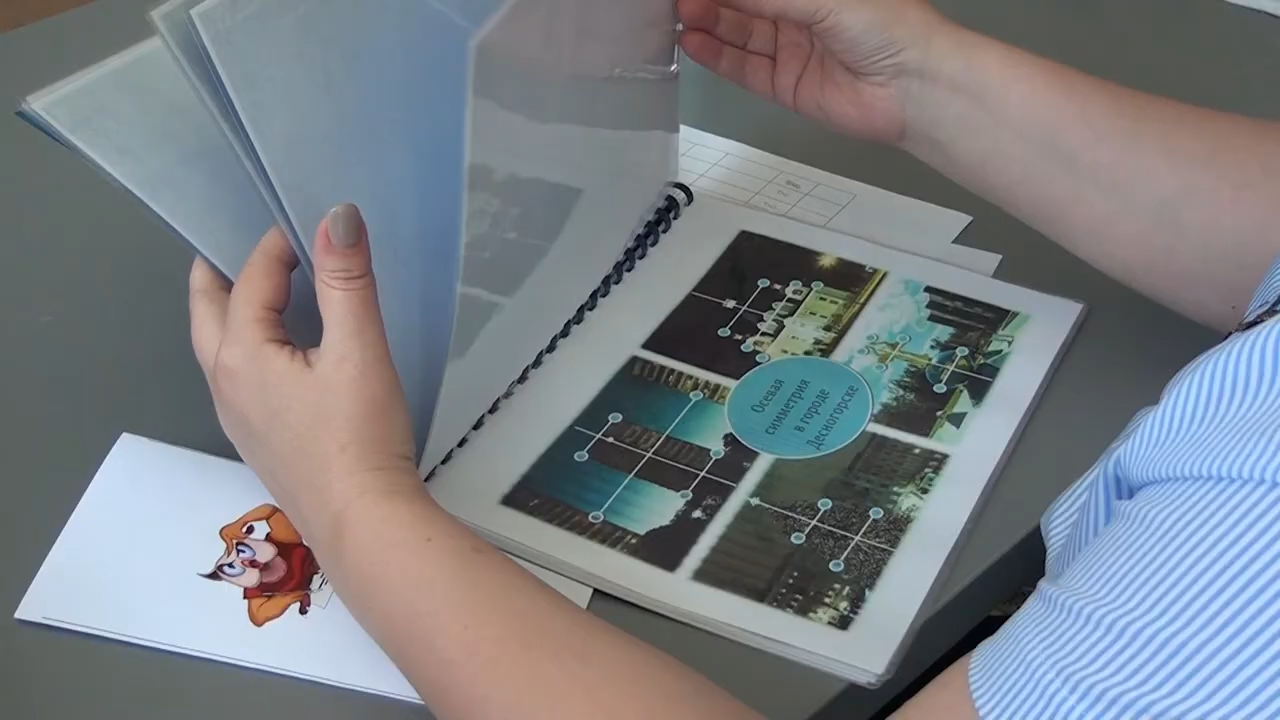 Осевая
симметрия
в городе
Десногорске